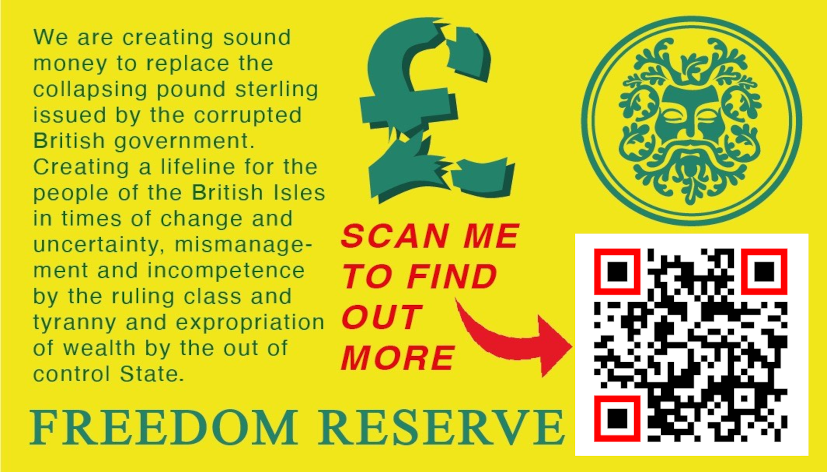 We are creating sound
money to replace the
collapsing pound sterling
issued by the corrupted
British government.
Creating a lifeline for the
people of the British Isles
in times of change and
uncertainty, mismanage-
ment and incompetence
by the ruling class and
tyranny and expropriation
of wealth by the out of
control State.
£
SCAN ME
TO FIND
OUT
MORE
FREEDOM RESERVE